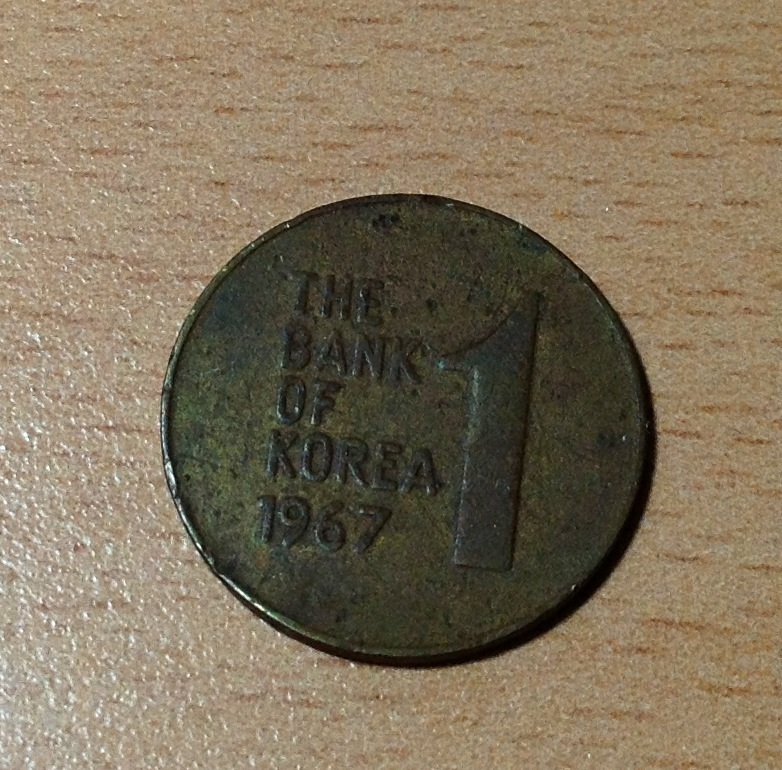 THE
BANK
OF
KOREA
1967
1